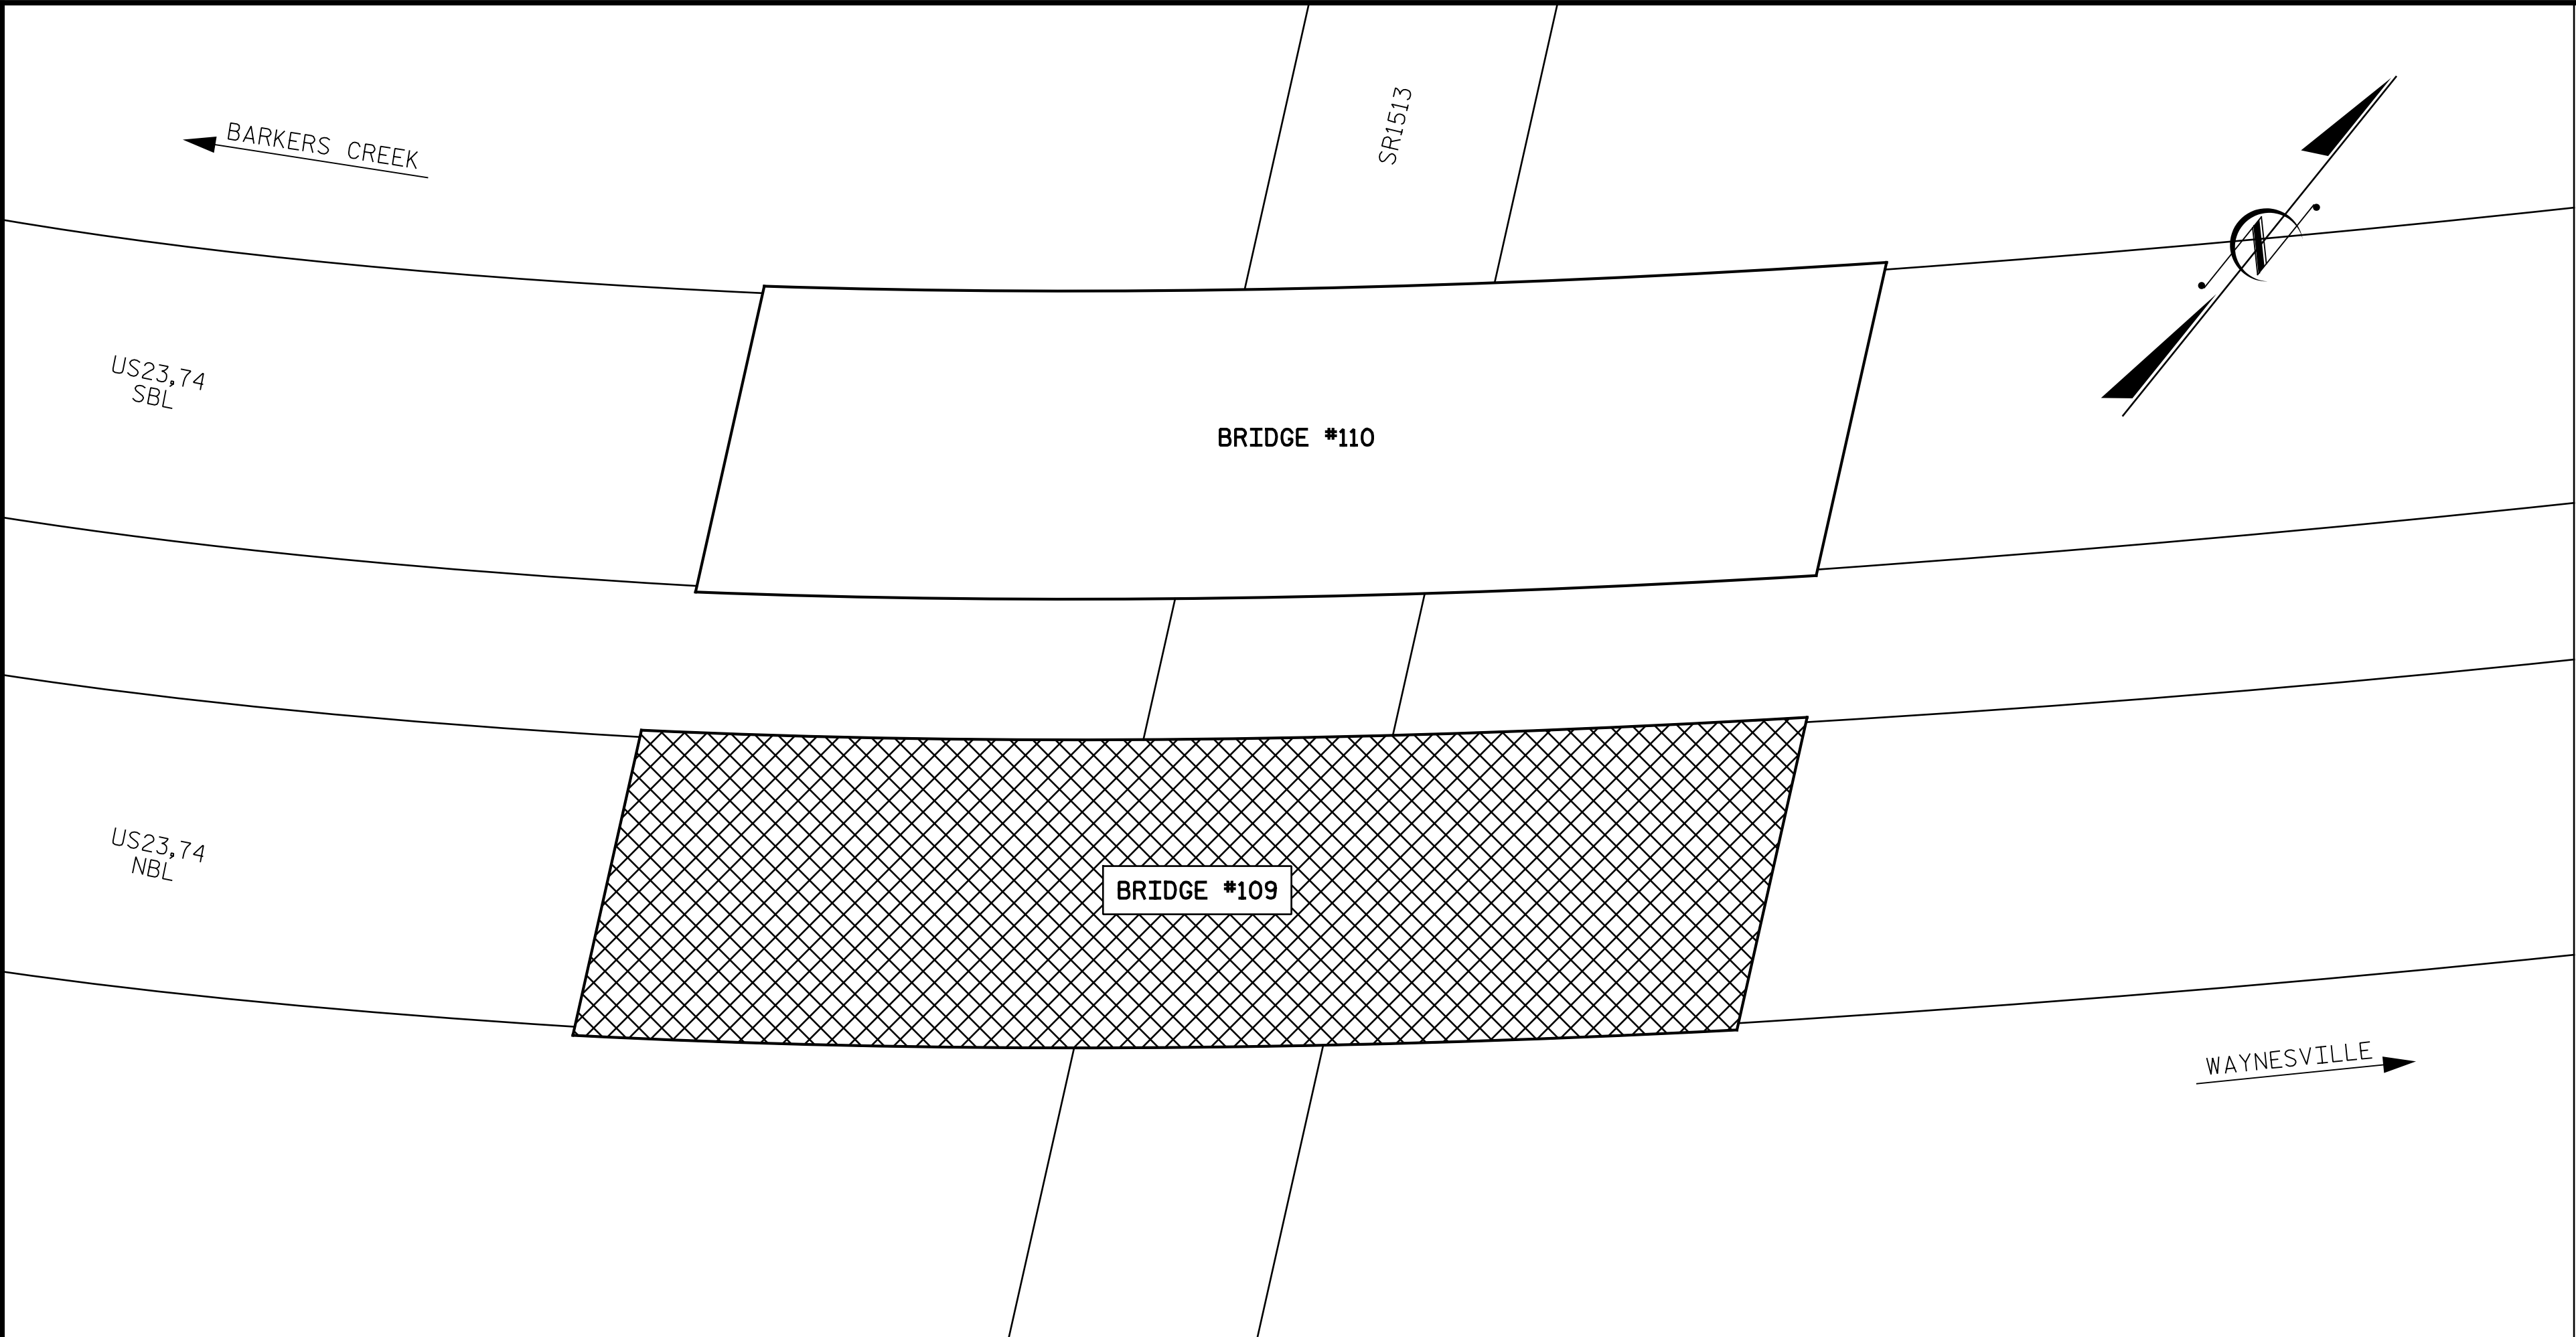 BARKERS CREEK
SR1513
N
US23,74
SBL
BRIDGE #110
US23,74
NBL
BRIDGE #109
WAYNESVILLE